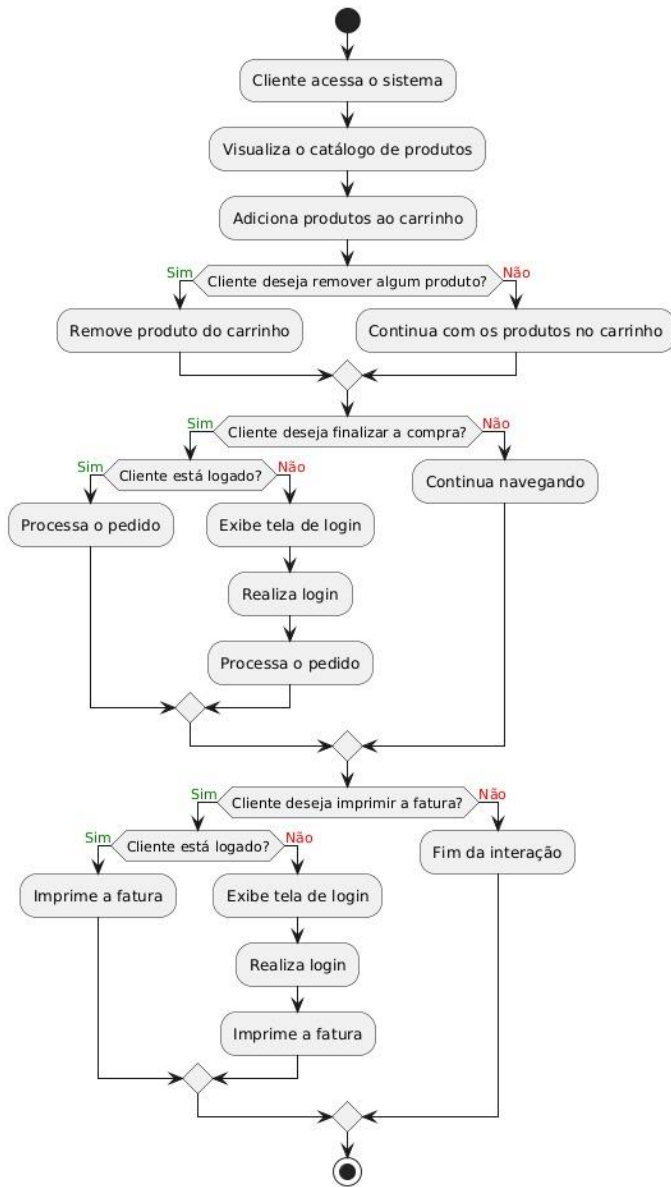 Cliente acessa o sistema
Visualiza o catálogo de produtos
Adiciona produtos ao carrinho
Sim
Cliente deseja remover algum produto?
Não
Remove produto do carrinho
Continua com os produtos no carrinho
Sim
Cliente deseja finalizar a compra?
Não
Sim
Cliente está logado?
Não
Continua navegando
Processa o pedido
Exibe tela de login
Realiza login
Processa o pedido
Sim
Cliente deseja imprimir a fatura?
Não
Sim
Cliente está logado?
Não
Fim da interação
Imprime a fatura
Exibe tela de login
Realiza login
Imprime a fatura